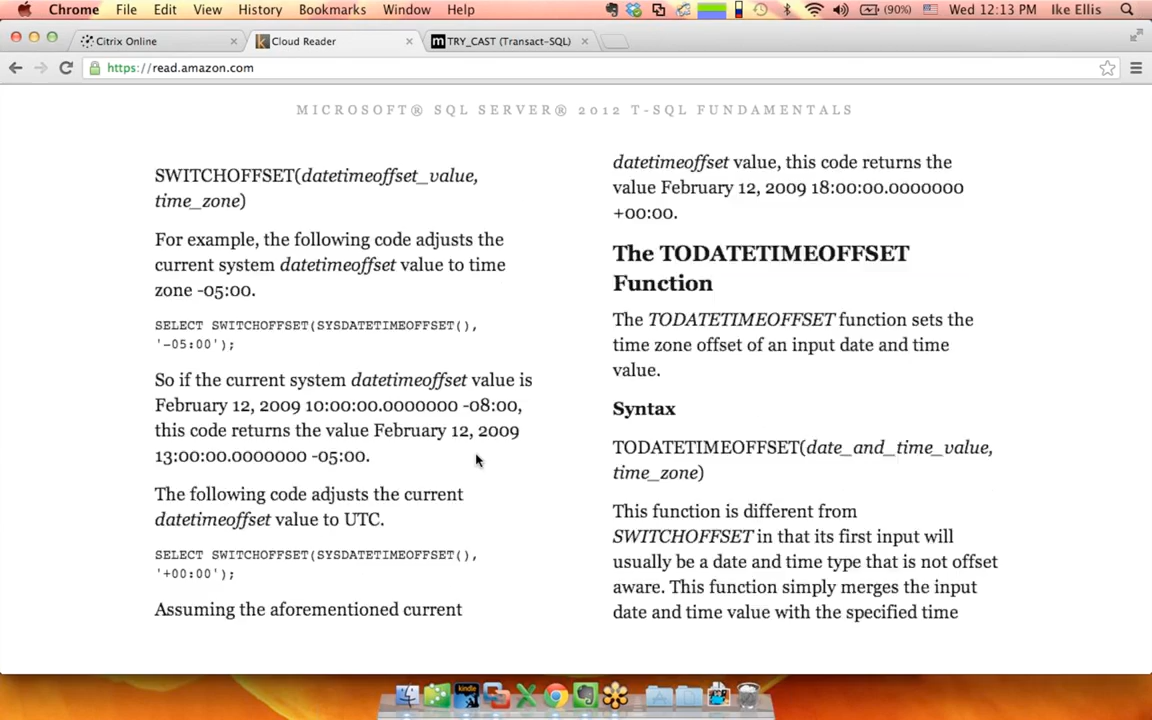 Chrome File Edit View History Bookmarks Window Help (90%) Wed 12:13 PM Ike Ellis
Citrix Online
Cloud Reader
TRY_CAST (Transact-SQL)
https://read.amazon.com
MICROSOFT® SQL SERVER® 2012 T-SQL FUNDAMENTALS
SWITCHOFFSET(datetimeoffset_value,
time_zone)
For example, the following code adjusts the
current system datetimeoffset value to time
zone -05:00.
SELECT SWITCHOFFSET(SYSDATETIMEOFFSET(),
'-05:00');
So if the current system datetimeoffset value is
February 12, 2009 10:00:00.0000000 -08:00,
this code returns the value February 12, 2009
13:00:00.0000000 -05:00.
The following code adjusts the current
datetimeoffset value to UTC.
SELECT SWITCHOFFSET(SYSDATETIMEOFFSET(),
'+00:00');
Assuming the aforementioned current
datetimeoffset value, this code returns the
value February 12, 2009 18:00:00.0000000
+00:00.
The TODATETIMEOFFSET
Function
The TODATETIMEOFFSET function sets the
time zone offset of an input date and time
value.
Syntax
TODATETIMEOFFSET(date_and_time_value,
time_zone)
This function is different from
SWITCHOFFSET in that its first input will
usually be a date and time type that is not offset
aware. This function simply merges the input
date and time value with the specified time
kindle